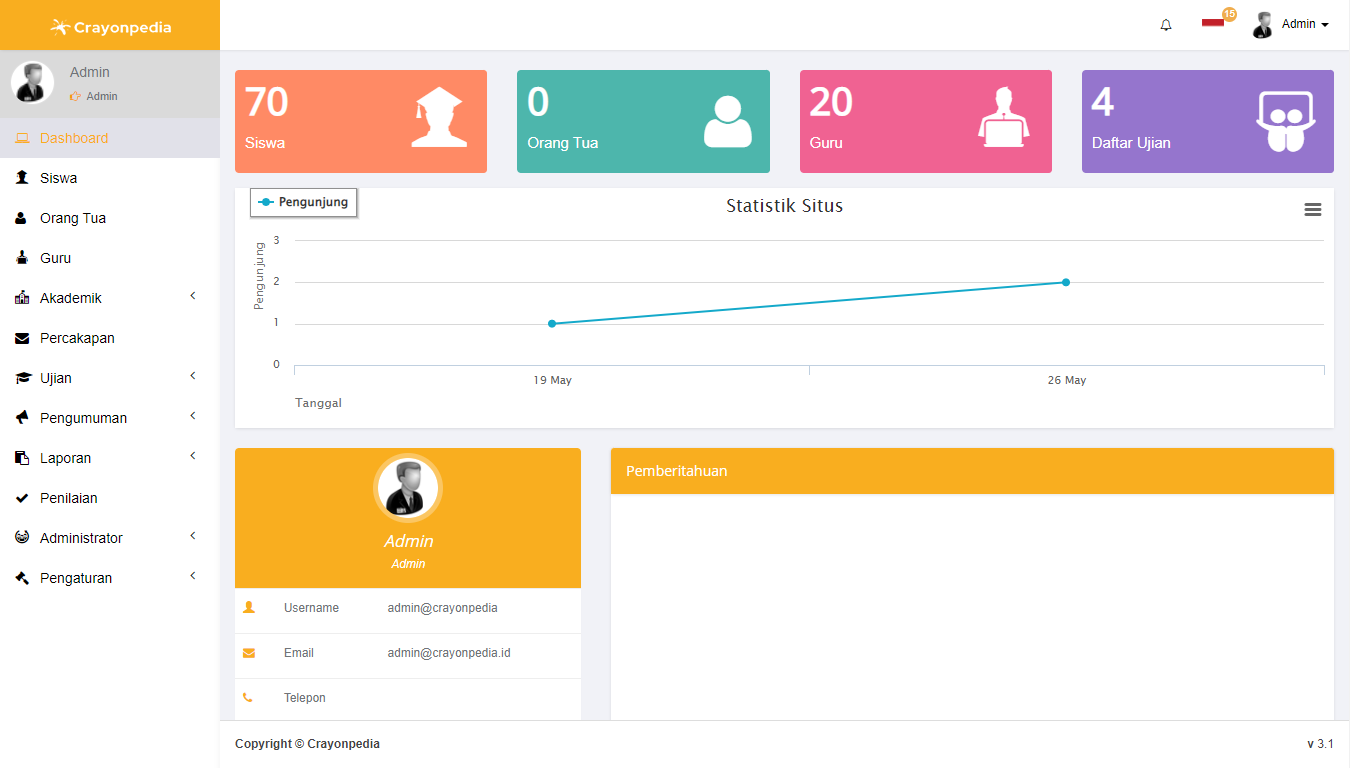 Crayonpedia
15
Admin
Admin
Admin
Dashboard
Siswa
Orang Tua
Guru
Akademik
Percakapan
Ujian
Pengumuman
Laporan
Penilaian
Administrator
Pengaturan
70
Siswa
0
Orang Tua
20
Guru
4
Daftar Ujian
Pengunjung
Statistik Situs
Pengunjung
3
2
1
0
19 May
26 May
Tanggal
Admin
Admin
Username admin@crayonpedia
Email admin@crayonpedia.id
Telepon
Pemberitahuan
Copyright © Crayonpedia
v 3.1